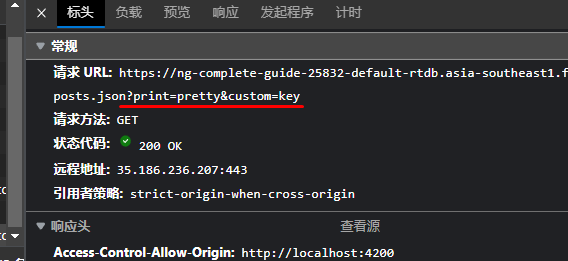 标头 负载 预览 响应 发起程序 计时
常规
请求 URL: https://ng-complete-guide-25832-default-rtdb.asia-southeast1.f
posts.json?print=pretty&custom=key
请求方法: GET
状态代码: 200 OK
远程地址: 35.186.236.207:443
引用者策略: strict-origin-when-cross-origin
响应头 查看源
Access-Control-Allow-Origin: http://localhost:4200